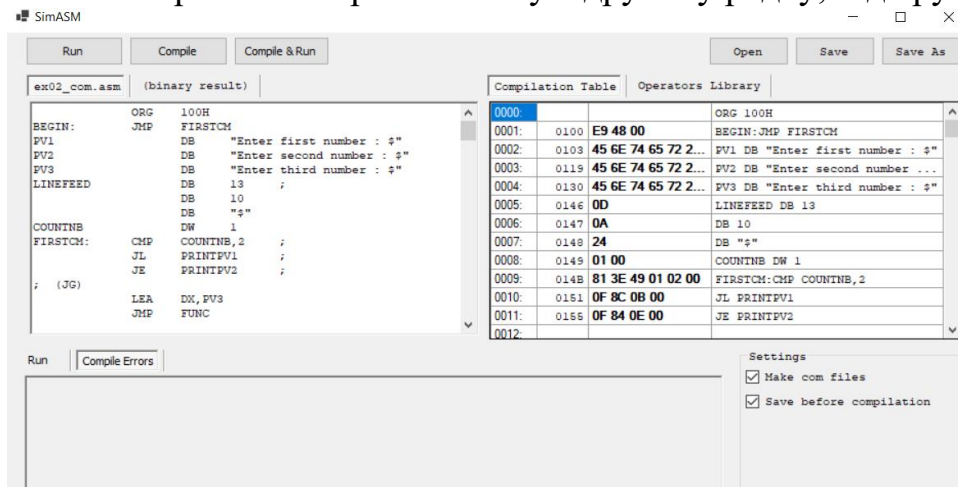 SimASM
Run Compile Compile & Run Open Save Save As
ex02_com.asm (binary result) Compilation Table Operators Library
ORG 100H
BEGIN: JMP FIRSTCM
PV1 DB "Enter first number : $"
PV2 DB "Enter second number : $"
PV3 DB "Enter third number : $"
LINEFEED DB 13 ;
DB 10
DB "$"
COUNTNB DW 1
FIRSTCM: CMP COUNTNB,2 ;
JL PRINTPV1 ;
JE PRINTPV2 ;
; (JG)
LEA DX,PV3
JMP FUNC
0000: ORG 100H
0001: 0100 E9 48 00 BEGIN:JMP FIRSTCM
0002: 0103 45 6E 74 65 72 2... PV1 DB "Enter first number : $"
0003: 0119 45 6E 74 65 72 2... PV2 DB "Enter second number ...
0004: 0130 45 6E 74 65 72 2... PV3 DB "Enter third number : $"
0005: 0146 0D LINEFEED DB 13
0006: 0147 0A DB 10
0007: 0148 24 DB "$"
0008: 0149 01 00 COUNTNB DW 1
0009: 014B 81 3E 49 01 02 00 FIRSTCM:CMP COUNTNB,2
0010: 0151 0F 8C 0B 00 JL PRINTPV1
0011: 0155 0F 84 0E 00 JE PRINTPV2
0012:
Run Compile Errors
Settings
Make com files
Save before compilation